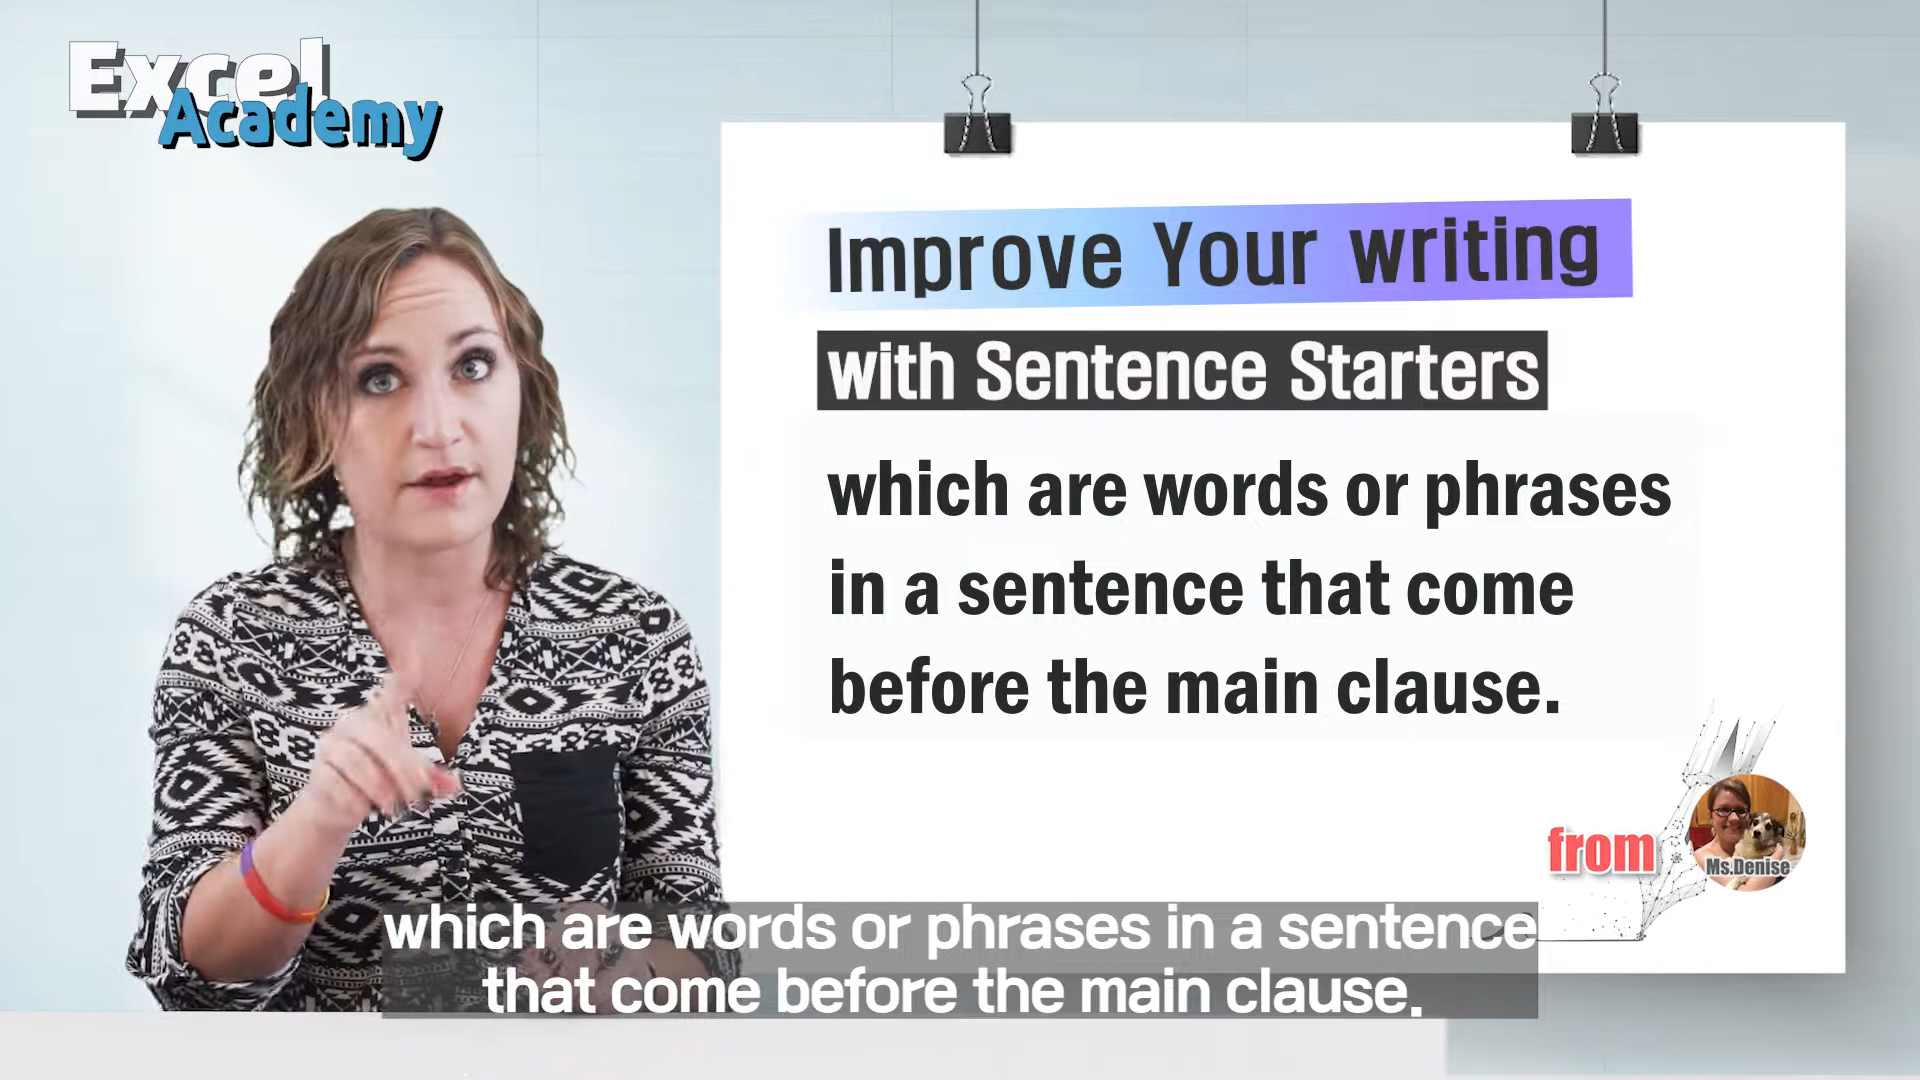 Excel
Academy
Improve Your writing
with Sentence Starters
which are words or phrases
in a sentence that come
before the main clause.
from
Ms.Denise
which are words or phrases in a sentence
that come before the main clause.